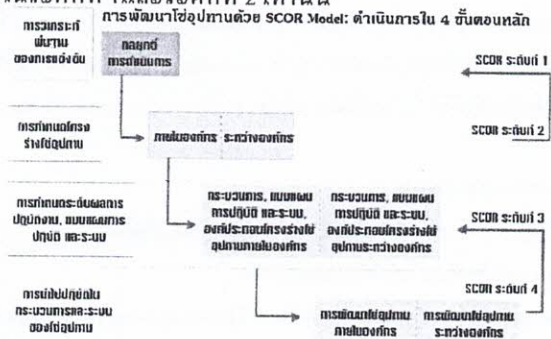 การพัฒนาโซ่อุปทานด้วย SCOR Model: ดำเนินการใน 4 ขั้นตอนหลัก
การวิเคราะห์
พื้นฐาน
ของการแข่งขัน
กลยุทธ์
การดำเนินการ
SCOR ระดับที่ 1
การกำหนดโครง
ร่างโซ่อุปทาน
ภายในองค์กร ระหว่างองค์กร
SCOR ระดับที่ 2
การกำหนดระดับผลการ
ปฏิบัติงาน, แบบแผนการ
ปฏิบัติ และระบบ
กระบวนการ, แบบแผน
การปฏิบัติ และระบบ,
องค์ประกอบโครงร่างโซ่
อุปทานภายในองค์กร
กระบวนการ, แบบแผน
การปฏิบัติ และระบบ,
องค์ประกอบโครงร่างโซ่
อุปทานระหว่างองค์กร
SCOR ระดับที่ 3
การนำไปปฏิบัติใน
กระบวนการและระบบ
ของโซ่อุปทาน
การพัฒนาโซ่อุปทาน
ภายในองค์กร
การพัฒนาโซ่อุปทาน
ระหว่างองค์กร
SCOR ระดับที่ 4